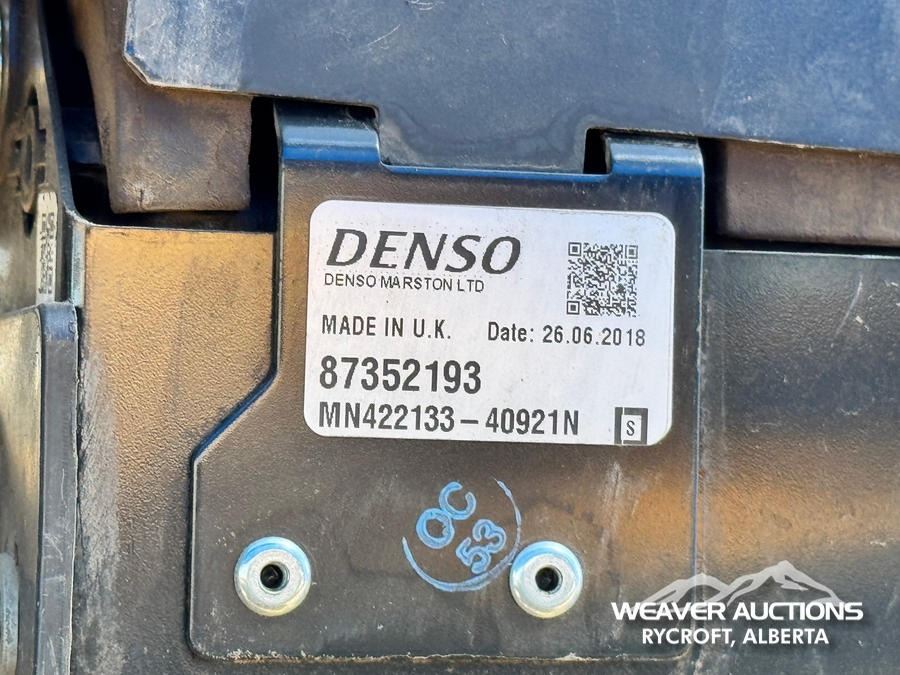 DENSO
DENSO MARSTON LTD
MADE IN U.K. Date: 26.06.2018
87352193
MN422133-40921N S
QC
53
WEAVER AUCTIONS
RYCROFT, ALBERTA